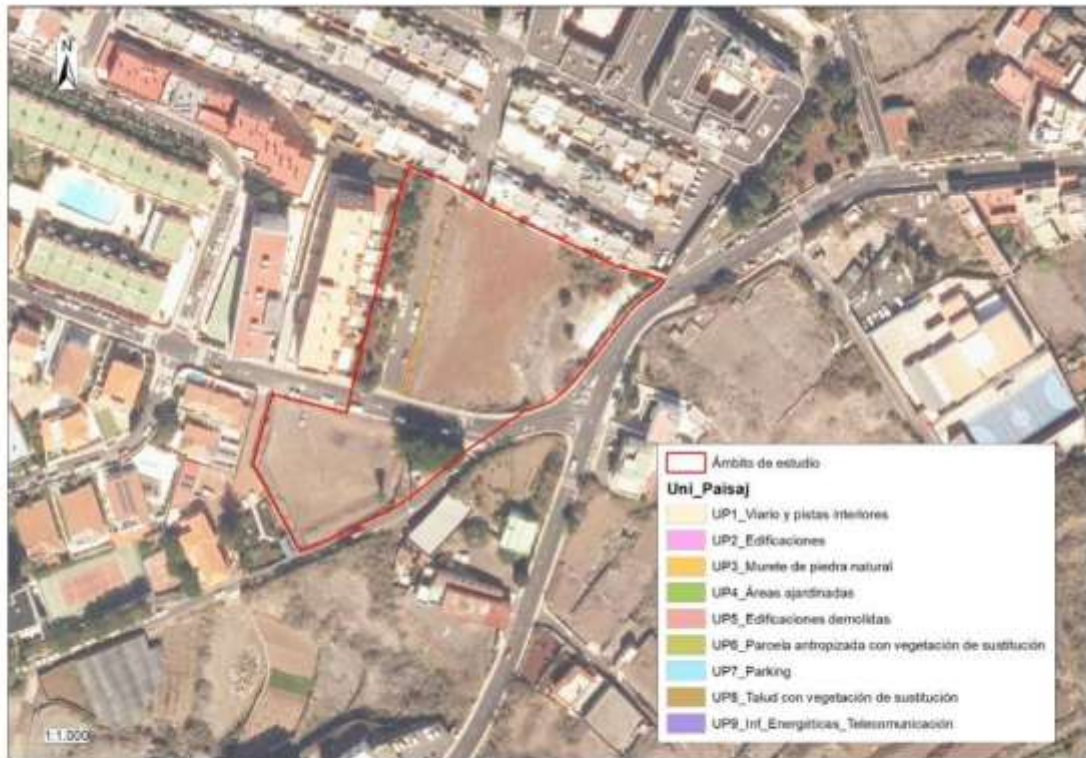 N
Ámbito de estudio
Uni_Paisaj
UP1_Viario y pistas interiores
UP2_Edificaciones
UP3_Murete de piedra natural
UP4_Áreas ajardinadas
UP5_Edificaciones demolidas
UP6_Parcela antropizada con vegetación de sustitución
UP7_Parking
UP8_Talud con vegetación de sustitución
UP9_Inf_Energéticas_Telecomunicación
1:1.000